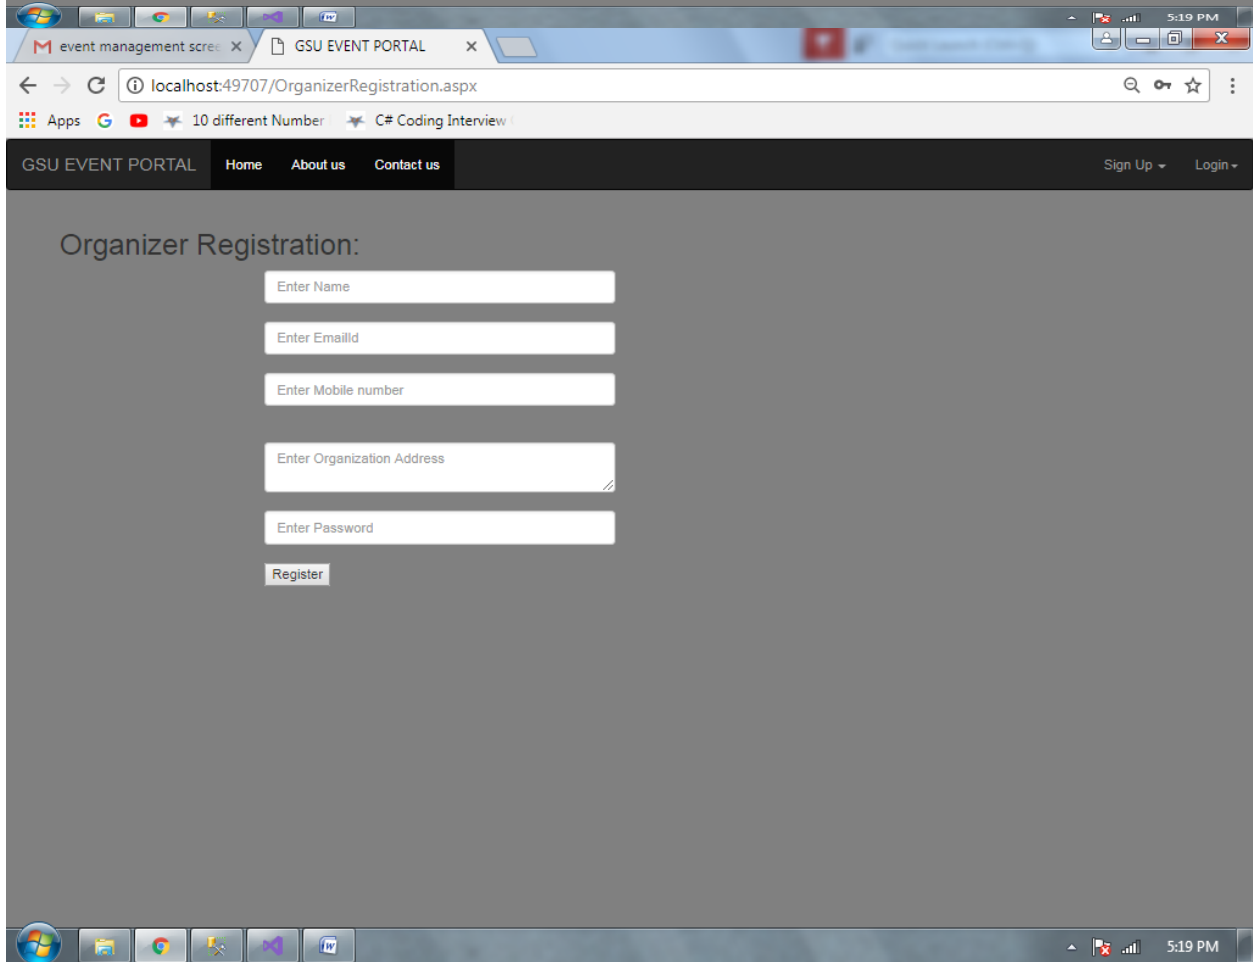 5:19 PM
event management scree
GSU EVENT PORTAL
localhost:49707/OrganizerRegistration.aspx
Apps 10 different Number C# Coding Interview
GSU EVENT PORTAL Home About us Contact us Sign Up Login
Organizer Registration:
Enter Name
Enter EmailId
Enter Mobile number
Enter Organization Address
Enter Password
Register
5:19 PM